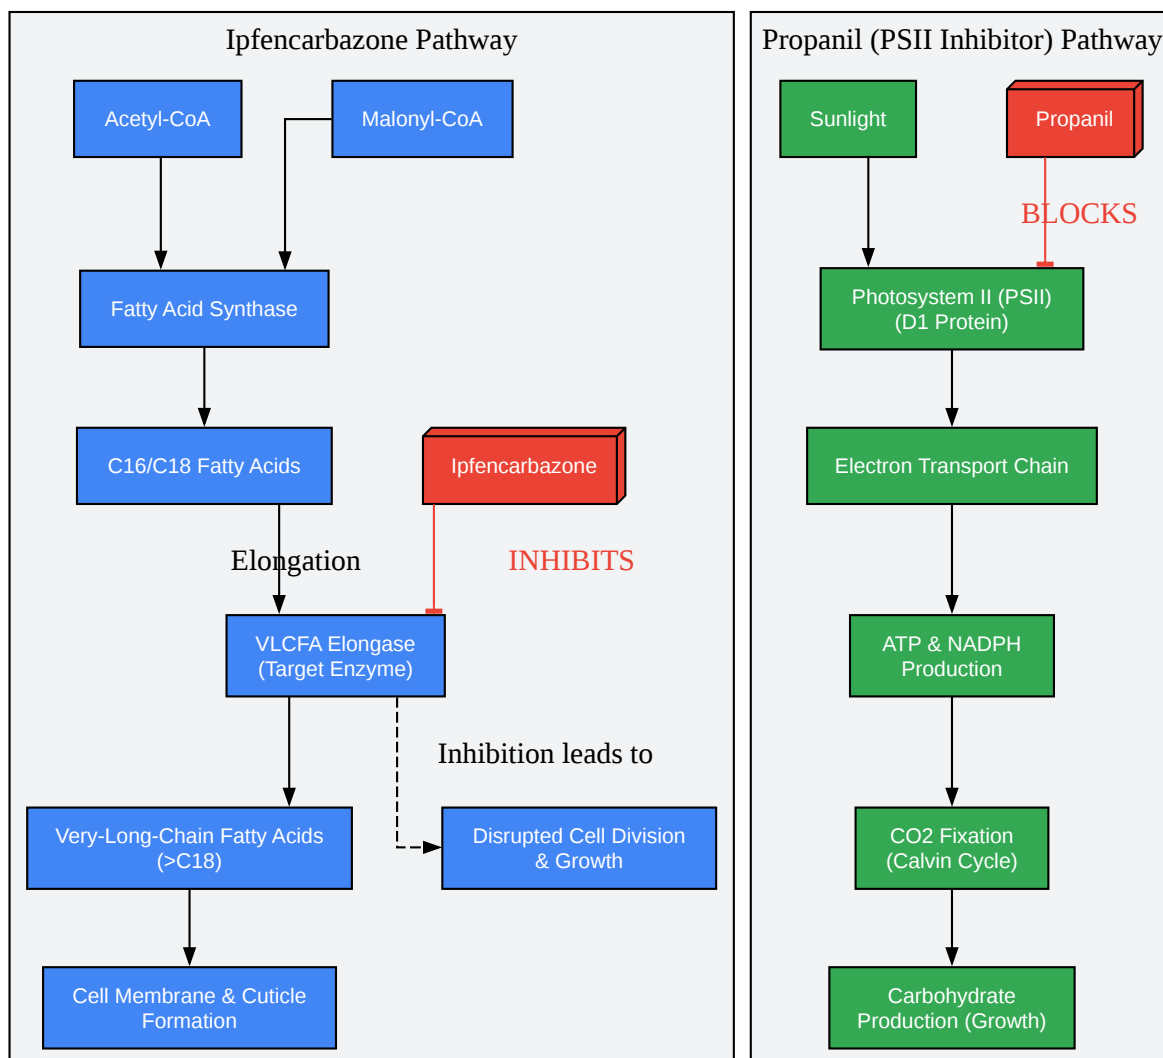 Ipfencarbazone Pathway
Acetyl-CoA
Malonyl-CoA
Fatty Acid Synthase
C16/C18 Fatty Acids
Ipfencarbazone
Elongation
INHIBITS
VLCFA Elongase
(Target Enzyme)
Inhibition leads to
Very-Long-Chain Fatty Acids
(>C18)
Disrupted Cell Division
& Growth
Cell Membrane & Cuticle
Formation
Propanil (PSII Inhibitor) Pathway
Sunlight
Propanil
BLOCKS
Photosystem II (PSII)
(D1 Protein)
Electron Transport Chain
ATP & NADPH
Production
CO2 Fixation
(Calvin Cycle)
Carbohydrate
Production (Growth)